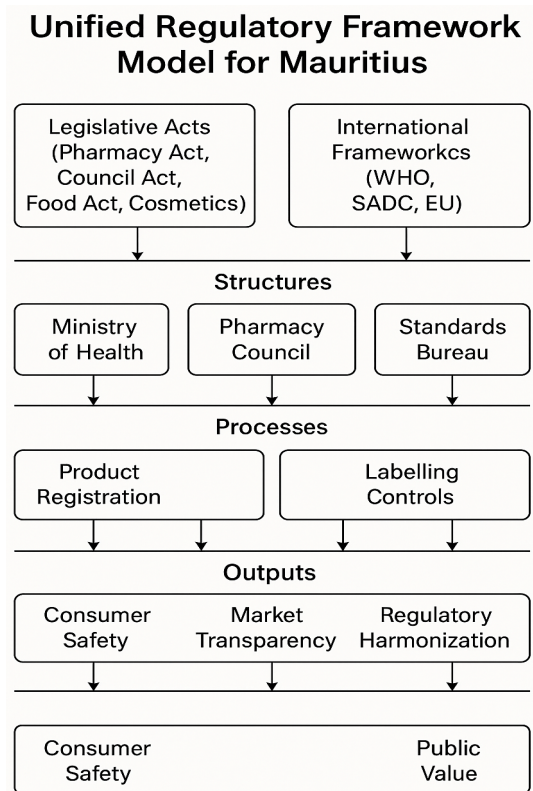 Unified Regulatory Framework
Model for Mauritius
Legislative Acts
(Pharmacy Act,
Council Act,
Food Act, Cosmetics)
International
Frameworkcs
(WHO,
SADC, EU)
Structures
Ministry
of Health
Pharmacy
Council
Standards
Bureau
Processes
Product
Registration
Labelling
Controls
Outputs
Consumer
Safety
Market
Transparency
Regulatory
Harmonization
Consumer
Safety
Public
Value